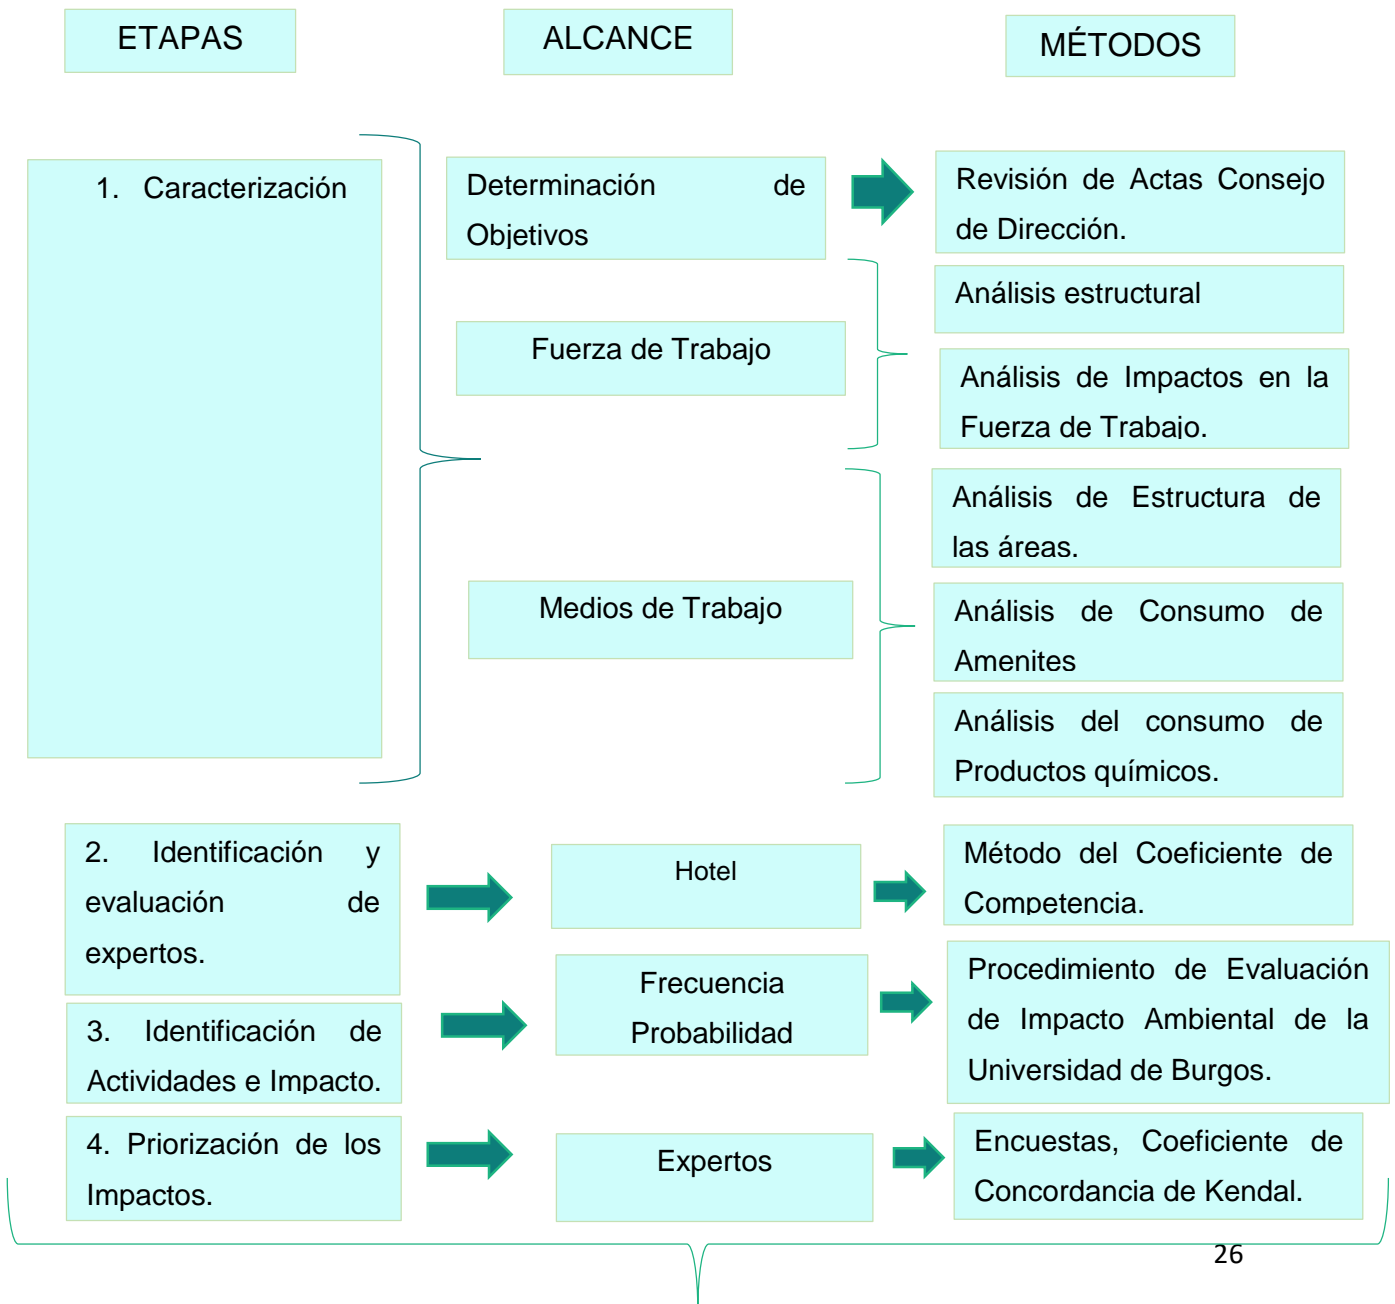 ETAPAS
ALCANCE
MÉTODOS
1. Caracterización
Determinación de
Objetivos
Revisión de Actas Consejo
de Dirección.
Fuerza de Trabajo
Análisis estructural
Análisis de Impactos en la
Fuerza de Trabajo.
Medios de Trabajo
Análisis de Estructura de
las áreas.
Análisis de Consumo de
Amenites
Análisis del consumo de
Productos químicos.
2. Identificación y
evaluación de
expertos.
Hotel
Método del Coeficiente de
Competencia.
3. Identificación de
Actividades e Impacto.
Frecuencia
Probabilidad
Procedimiento de Evaluación
de Impacto Ambiental de la
Universidad de Burgos.
4. Priorización de los
Impactos.
Expertos
Encuestas, Coeficiente de
Concordancia de Kendal.
26